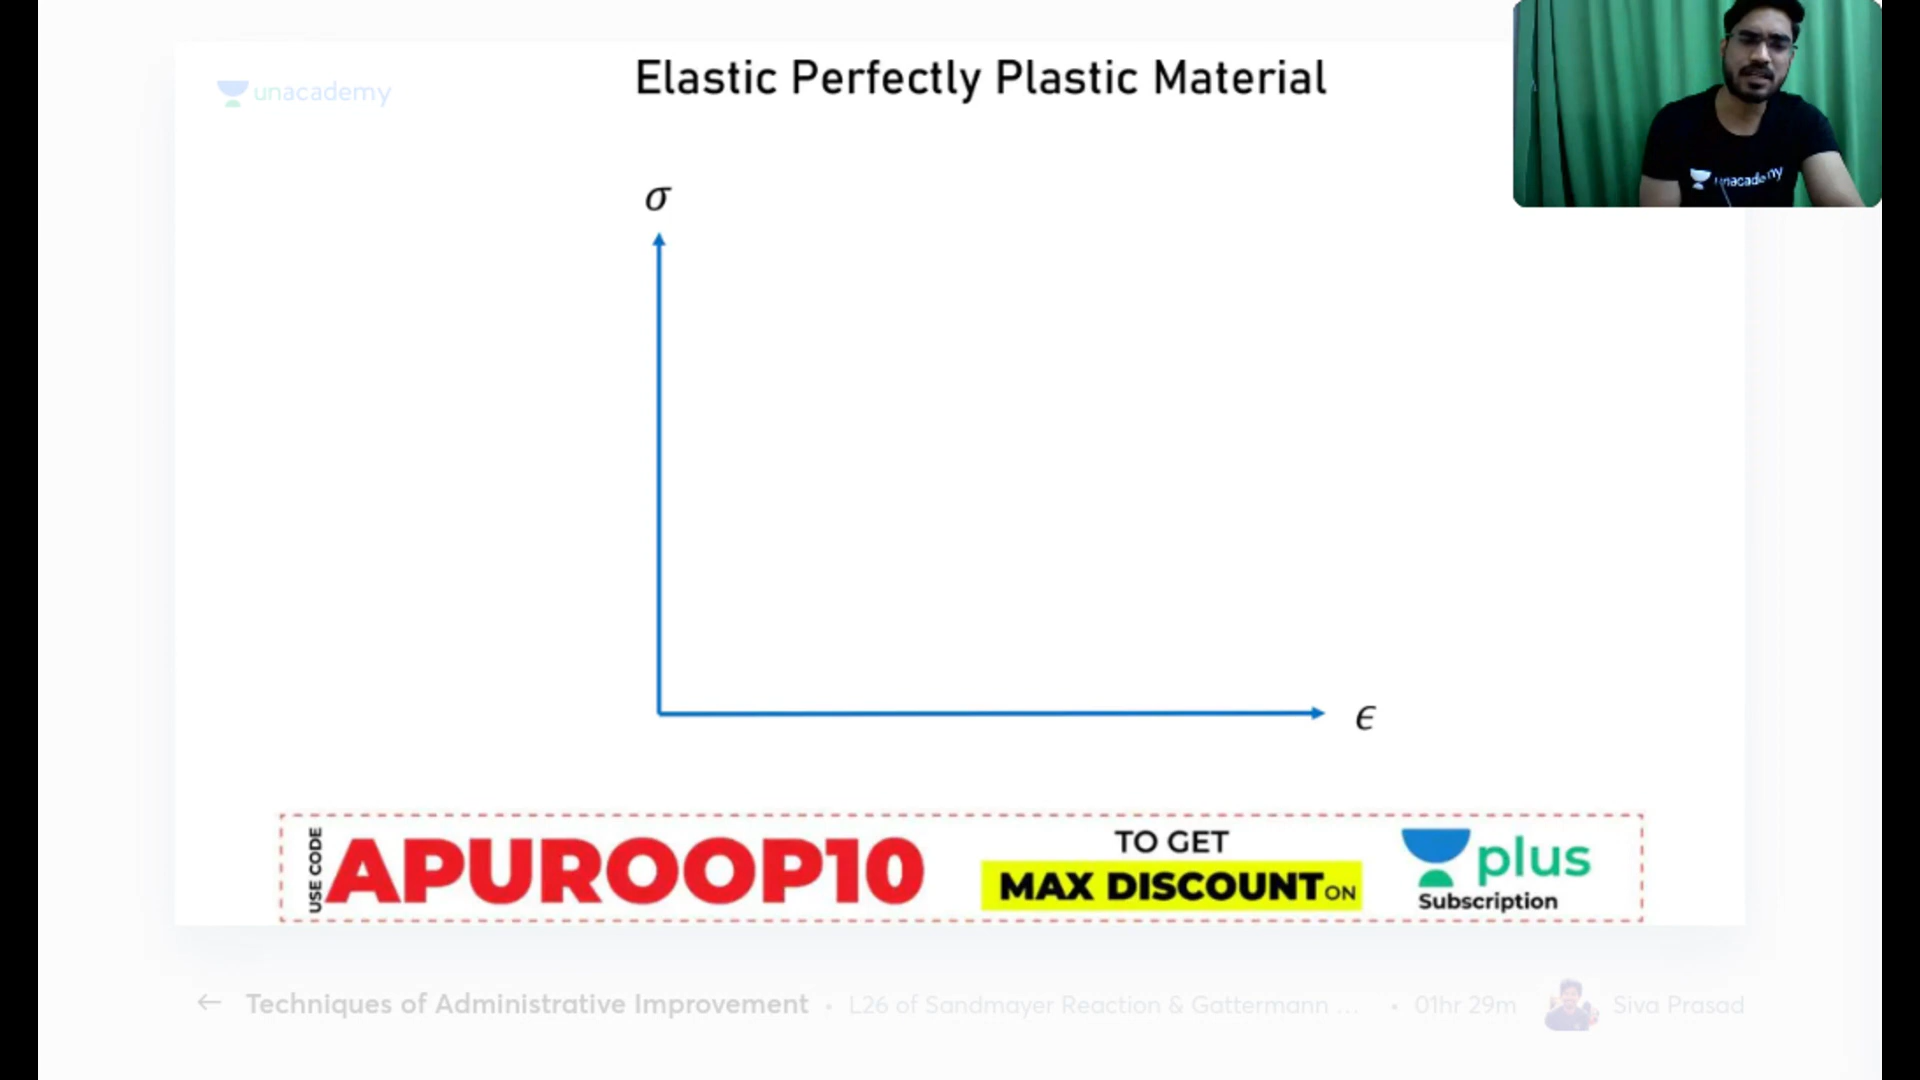 unacademy
Elastic Perfectly Plastic Material
unacademy
σ
ϵ
USE CODE
APUROOP10
TO GET
MAX DISCOUNT ON
plus
Subscription
← Techniques of Administrative Improvement • L26 of Sandmayer Reaction & Gattermann ... • 01hr 29m Siva Prasad